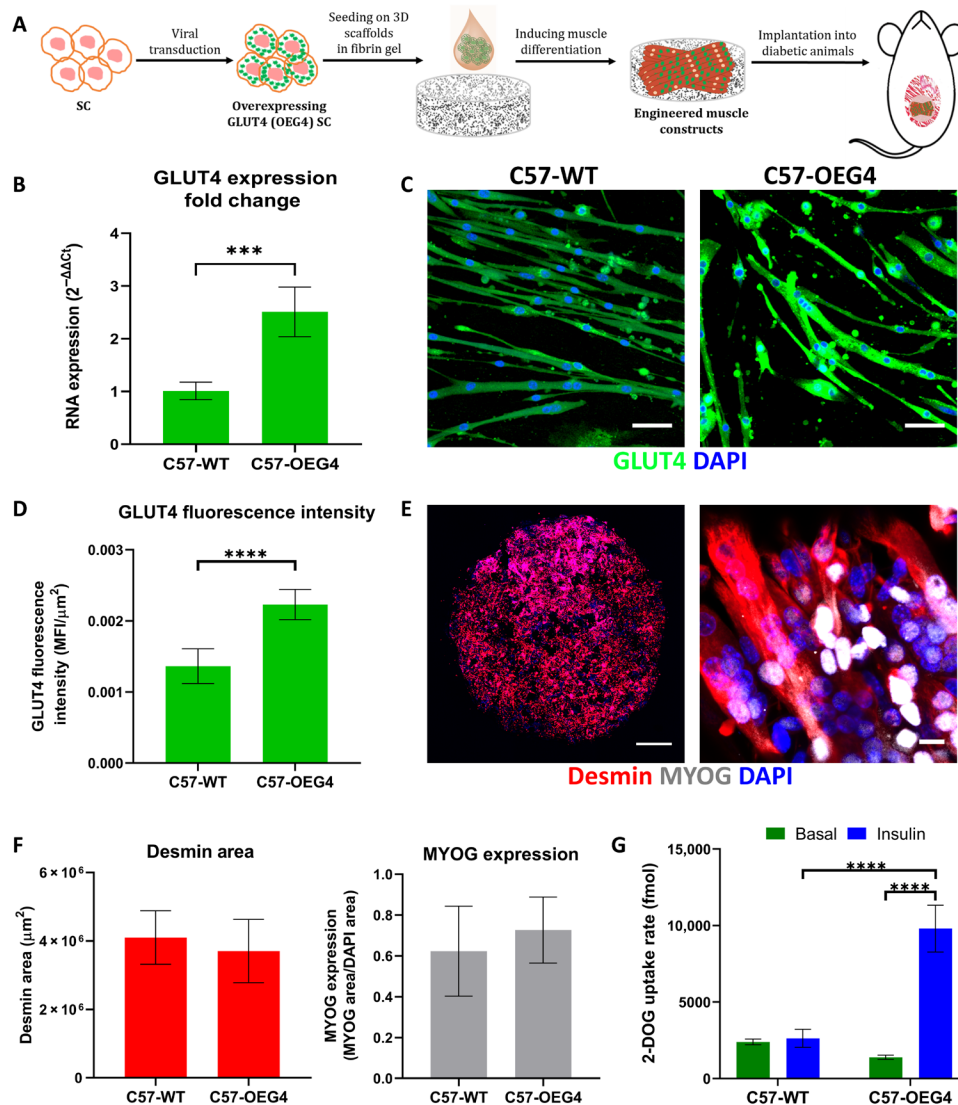 A
Viral
transduction
Seeding on 3D
scaffolds
in fibrin gel
Inducing muscle
differentiation
Implantation into
diabetic animals
SC
Overexpressing
GLUT4 (OEG4) SC
Engineered muscle
constructs
B
GLUT4 expression
fold change
RNA expression (2⁻ΔΔCt)
4
3
2
1
0
***
C57-WT
C57-OEG4
C
C57-WT
C57-OEG4
GLUT4 DAPI
D
GLUT4 fluorescence intensity
GLUT4 fluorescence
intensity (MFI/μm²)
0.003
0.002
0.001
0.000
****
C57-WT
C57-OEG4
E
Desmin MYOG DAPI
F
Desmin area
Desmin area (μm²)
6 × 10⁶
4 × 10⁶
2 × 10⁶
0
C57-WT
C57-OEG4
MYOG expression
MYOG expression
(MYOG area/DAPI area)
1.0
0.8
0.6
0.4
0.2
0.0
C57-WT
C57-OEG4
G
Basal
Insulin
2-DOG uptake rate (fmol)
15,000
10,000
5000
0
****
****
C57-WT
C57-OEG4